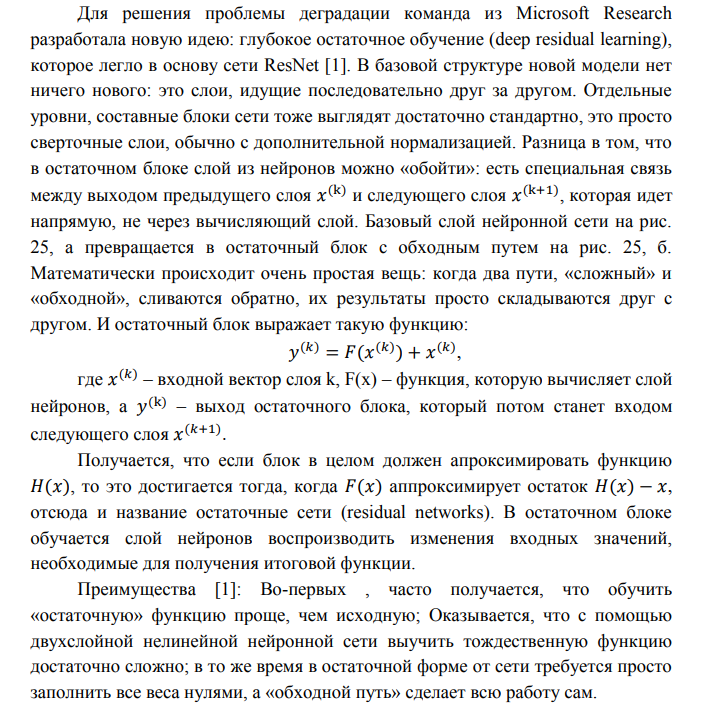 Для решения проблемы деградации команда из Microsoft Research
разработала новую идею: глубокое остаточное обучение (deep residual learning),
которое легло в основу сети ResNet [1]. В базовой структуре новой модели нет
ничего нового: это слои, идущие последовательно друг за другом. Отдельные
уровни, составные блоки сети тоже выглядят достаточно стандартно, это просто
сверточные слои, обычно с дополнительной нормализацией. Разница в том, что
в остаточном блоке слой из нейронов можно «обойти»: есть специальная связь
между выходом предыдущего слоя x⁽ᵏ⁾ и следующего слоя x⁽ᵏ⁺¹⁾, которая идет
напрямую, не через вычисляющий слой. Базовый слой нейронной сети на рис.
25, а превращается в остаточный блок с обходным путем на рис. 25, б.
Математически происходит очень простая вещь: когда два пути, «сложный» и
«обходной», сливаются обратно, их результаты просто складываются друг с
другом. И остаточный блок выражает такую функцию:
y⁽ᵏ⁾ = F(x⁽ᵏ⁾) + x⁽ᵏ⁾,
где x⁽ᵏ⁾ – входной вектор слоя k, F(x) – функция, которую вычисляет слой
нейронов, а y⁽ᵏ⁾ – выход остаточного блока, который потом станет входом
следующего слоя x⁽ᵏ⁺¹⁾.
Получается, что если блок в целом должен апроксимировать функцию
H(x), то это достигается тогда, когда F(x) аппроксимирует остаток H(x) − x,
отсюда и название остаточные сети (residual networks). В остаточном блоке
обучается слой нейронов воспроизводить изменения входных значений,
необходимые для получения итоговой функции.
Преимущества [1]: Во-первых , часто получается, что обучить
«остаточную» функцию проще, чем исходную; Оказывается, что с помощью
двухслойной нелинейной нейронной сети выучить тождественную функцию
достаточно сложно; в то же время в остаточной форме от сети требуется просто
заполнить все веса нулями, а «обходной путь» сделает всю работу сам.